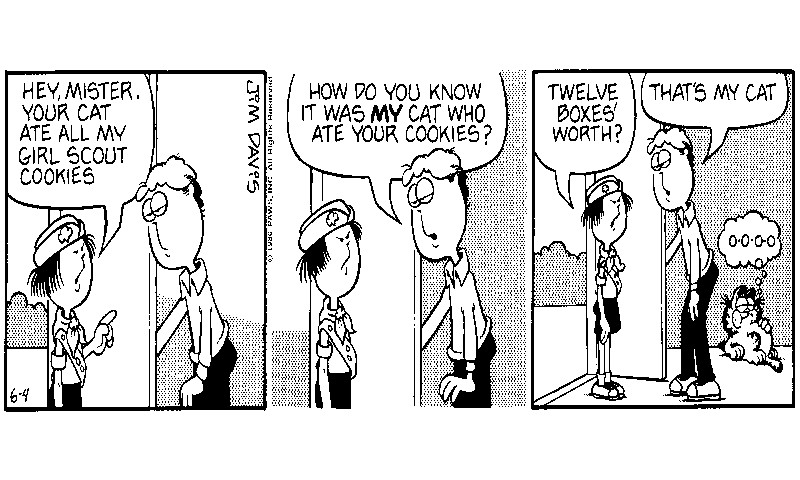 HEY, MISTER.
YOUR CAT
ATE ALL MY
GIRL SCOUT
COOKIES
JIM DAVIS
6-4
HOW DO YOU KNOW
IT WAS MY CAT WHO
ATE YOUR COOKIES?
TWELVE
BOXES'
WORTH?
THAT'S MY CAT
O-O-O-O